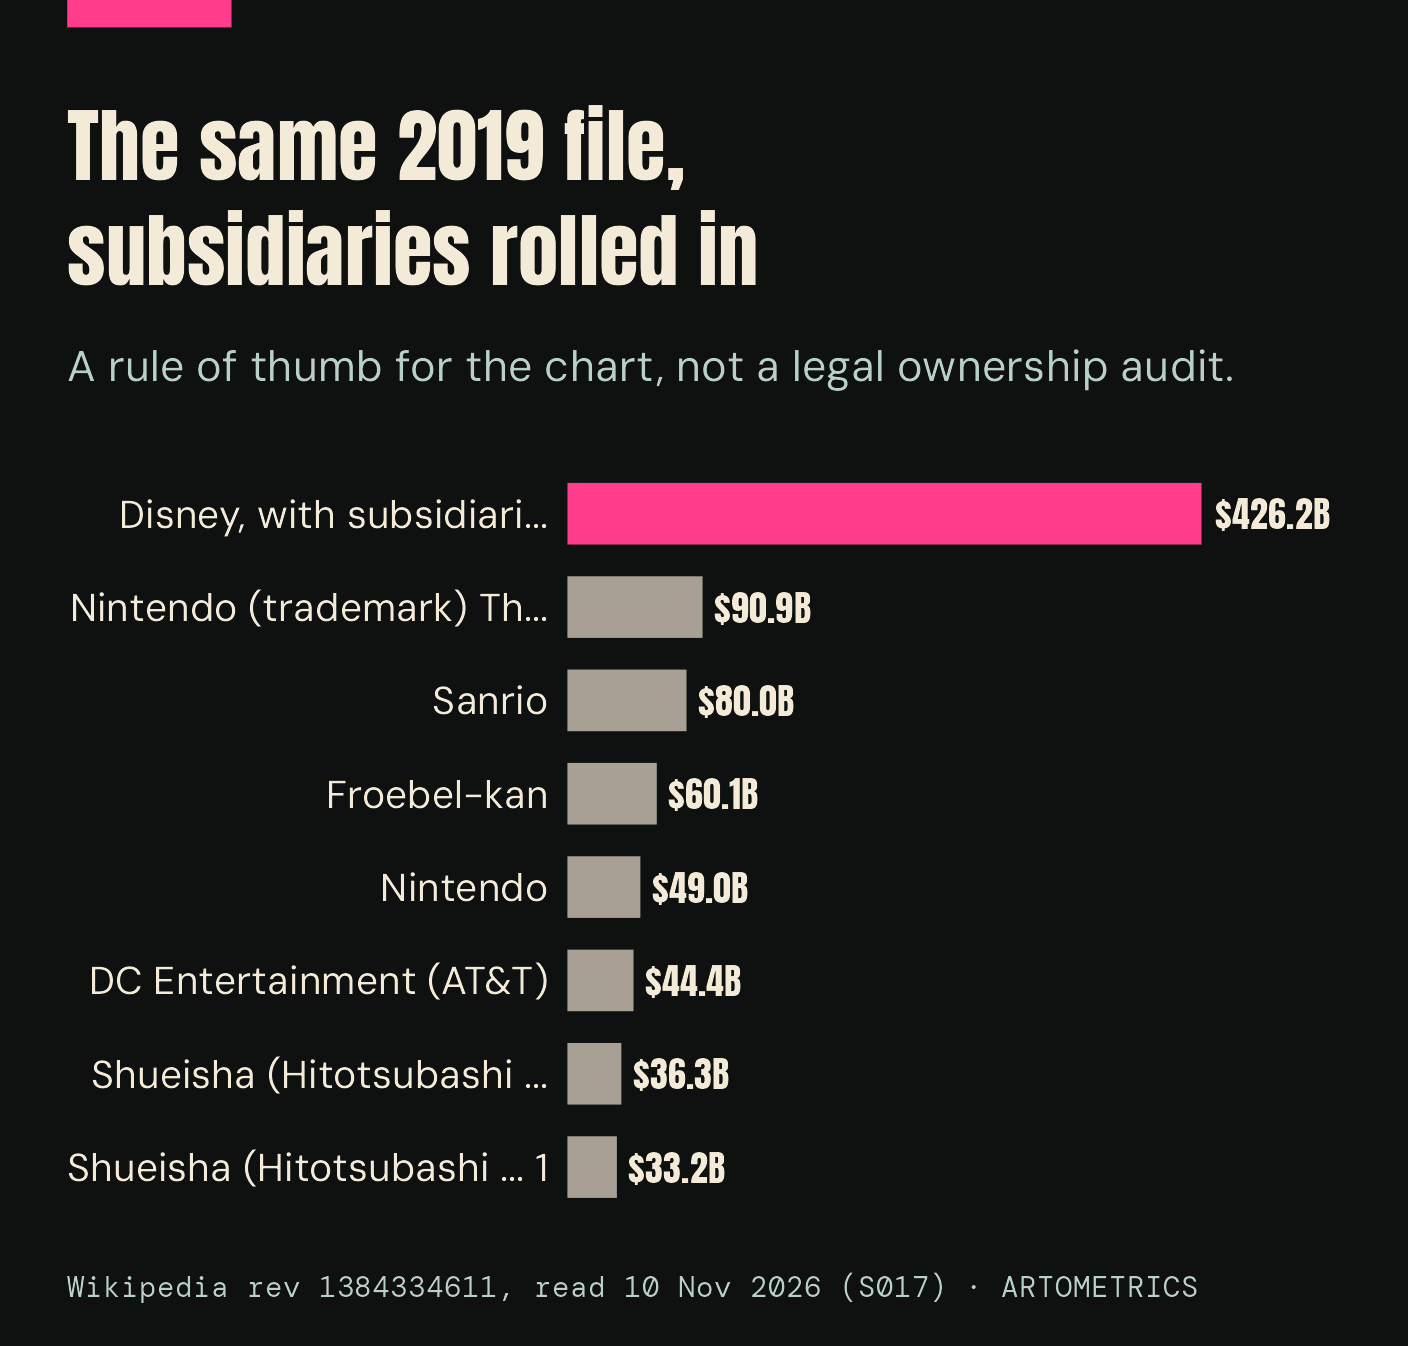 The same 2019 file,
subsidiaries rolled in
A rule of thumb for the chart, not a legal ownership audit.
Disney, with subsidiari... $426.2B
Nintendo (trademark) Th... $90.9B
Sanrio $80.0B
Froebel-kan $60.1B
Nintendo $49.0B
DC Entertainment (AT&T) $44.4B
Shueisha (Hitotsubashi ... $36.3B
Shueisha (Hitotsubashi ... 1 $33.2B
Wikipedia rev 1384334611, read 10 Nov 2026 (S017) · ARTOMETRICS